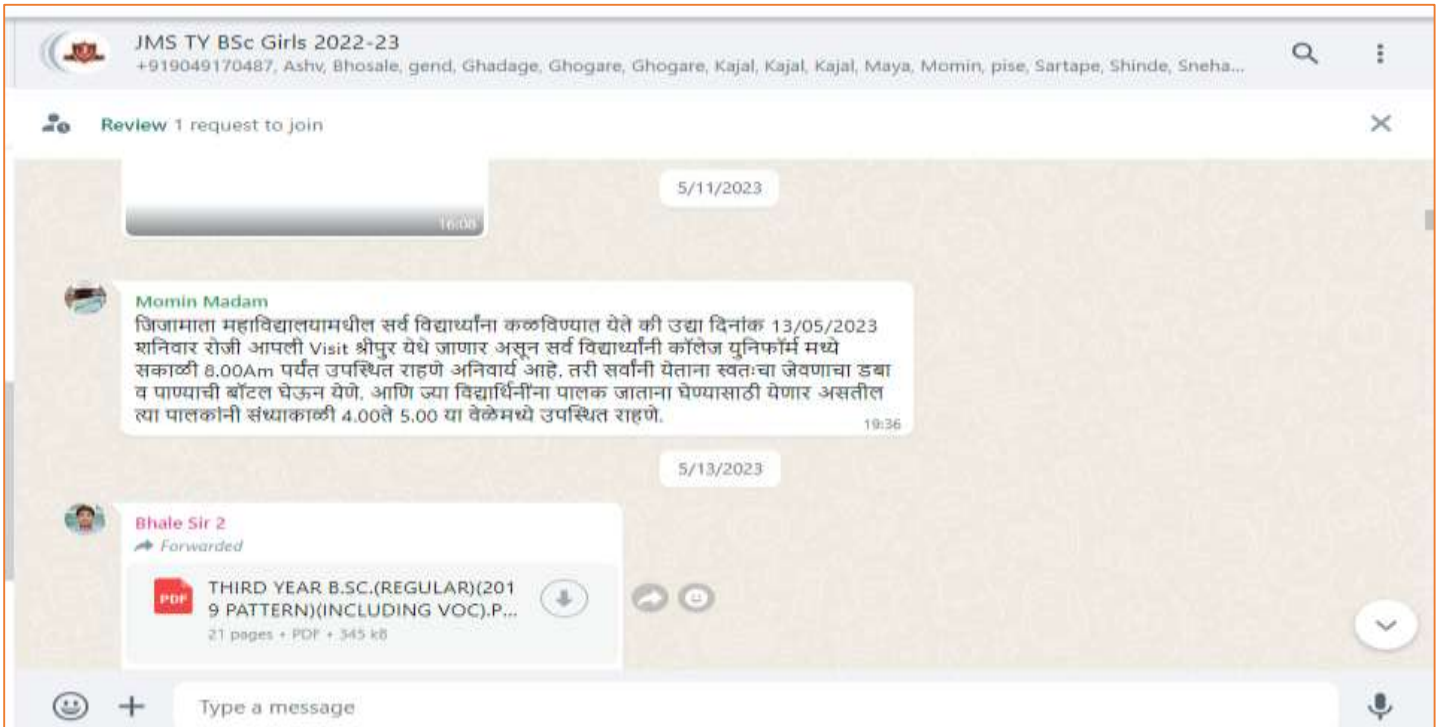 JMS TY BSc Girls 2022-23
+919049170487, Ashv, Bhosale, gend, Ghadage, Ghogare, Ghogare, Kajal, Kajal, Kajal, Maya, Momin, pise, Sartape, Shinde, Sneha...
Review 1 request to join
5/11/2023
16:08
Momin Madam
जिजामाता महाविद्यालयामधील सर्व विद्यार्थ्यांना कळविण्यात येते की उद्या दिनांक 13/05/2023
शनिवार रोजी आपली Visit श्रीपुर येथे जाणार असून सर्व विद्यार्थ्यांनी कॉलेज युनिफॉर्म मध्ये
सकाळी 8.00Am पर्यंत उपस्थित राहणे अनिवार्य आहे. तरी सर्वांनी येताना स्वतःचा जेवणाचा डबा
व पाण्याची बॉटल घेऊन येणे. आणि ज्या विद्यार्थिनींना पालक जाताना घेण्यासाठी येणार असतील
त्या पालकांनी संध्याकाळी 4.00ते 5.00 या वेळेमध्ये उपस्थित राहणे.
19:36
5/13/2023
Bhale Sir 2
Forwarded
PDF
THIRD YEAR B.SC.(REGULAR)(201
9 PATTERN)(INCLUDING VOC).P...
21 pages • PDF • 345 kB
Type a message